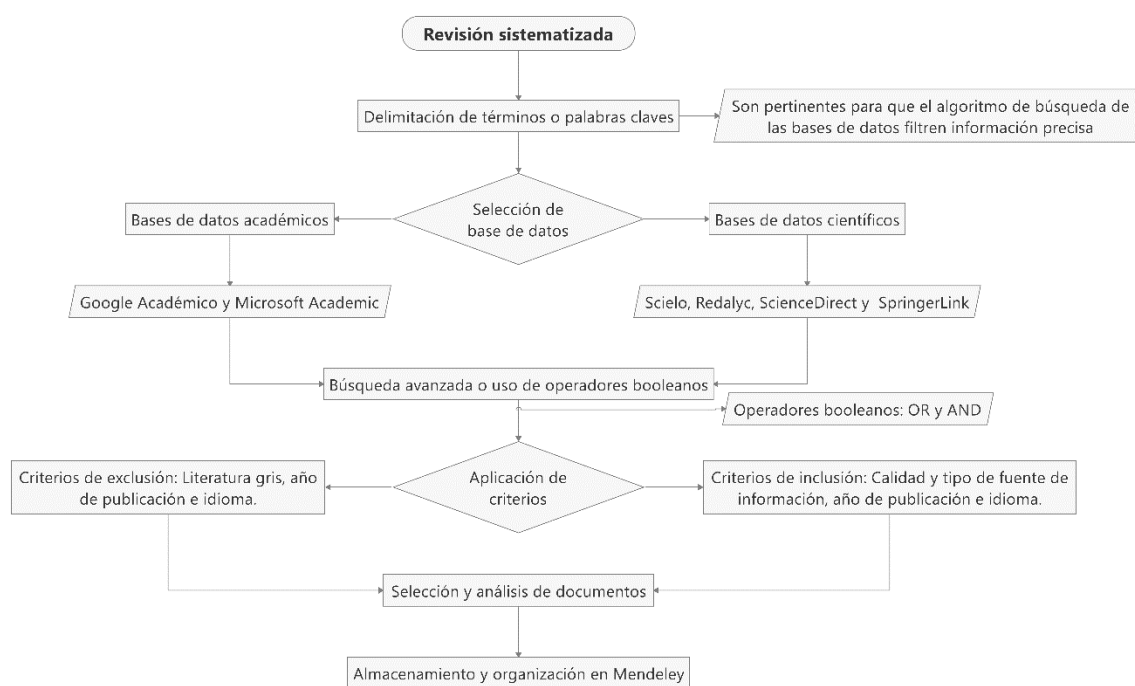 Revisión sistematizada
Delimitación de términos o palabras claves
Son pertinentes para que el algoritmo de búsqueda de
las bases de datos filtren información precisa
Selección de
base de datos
Bases de datos académicos
Bases de datos científicos
Google Académico y Microsoft Academic
Scielo, Redalyc, ScienceDirect y SpringerLink
Búsqueda avanzada o uso de operadores booleanos
Operadores booleanos: OR y AND
Criterios de exclusión: Literatura gris, año
de publicación e idioma.
Aplicación de
criterios
Criterios de inclusión: Calidad y tipo de fuente de
información, año de publicación e idioma.
Selección y análisis de documentos
Almacenamiento y organización en Mendeley